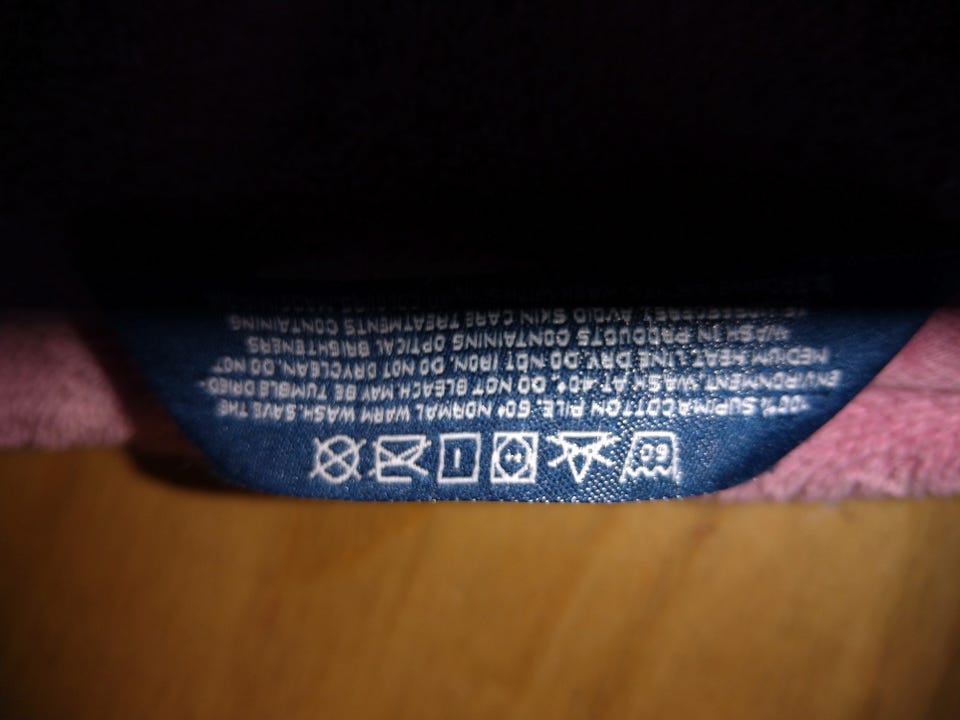 60
100% SUPIMA COTTON PILE. 60° NORMAL WARM WASH. SAVE THE
ENVIRONMENT WASH AT 40°. DO NOT BLEACH MAY BE TUMBLE DRIED-
MEDIUM HEAT LINE DRY. DO NOT IRON. DO NOT DRYCLEAN. DO NOT
WASH IN PRODUCTS CONTAINING OPTICAL BRIGHTENERS
AVOID SKIN CARE TREATMENTS CONTAINING